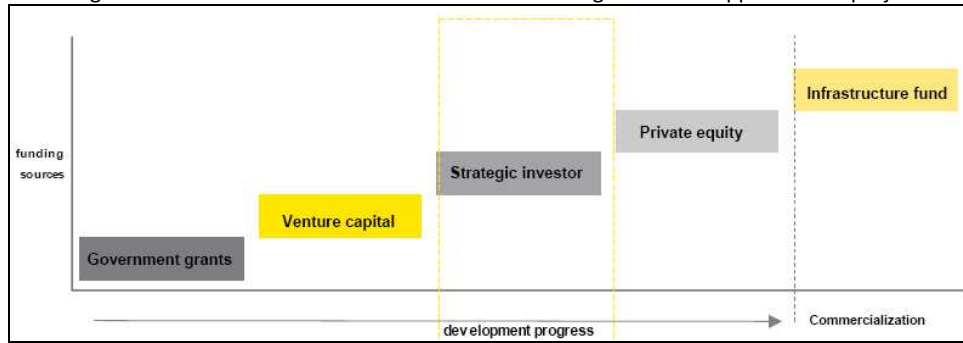 Infrastructure fund
Private equity
funding
sources
Strategic investor
Venture capital
Government grants
Commercialization
development progress